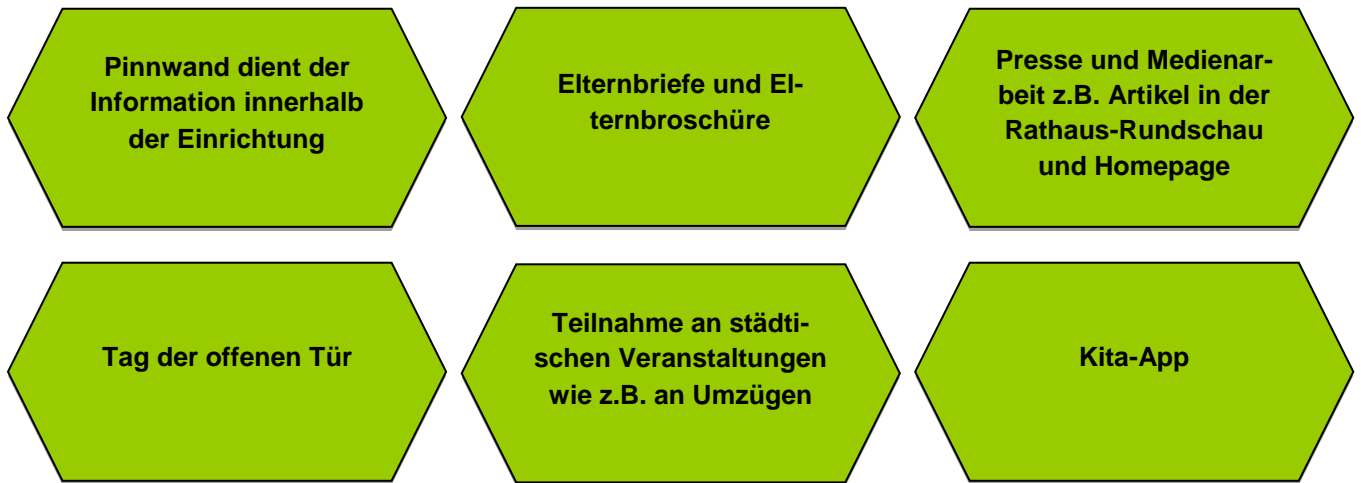 Pinnwand dient der
Information innerhalb
der Einrichtung
Elternbriefe und El-
ternbroschüre
Presse und Medienar-
beit z.B. Artikel in der
Rathaus-Rundschau
und Homepage
Tag der offenen Tür
Teilnahme an städti-
schen Veranstaltungen
wie z.B. an Umzügen
Kita-App